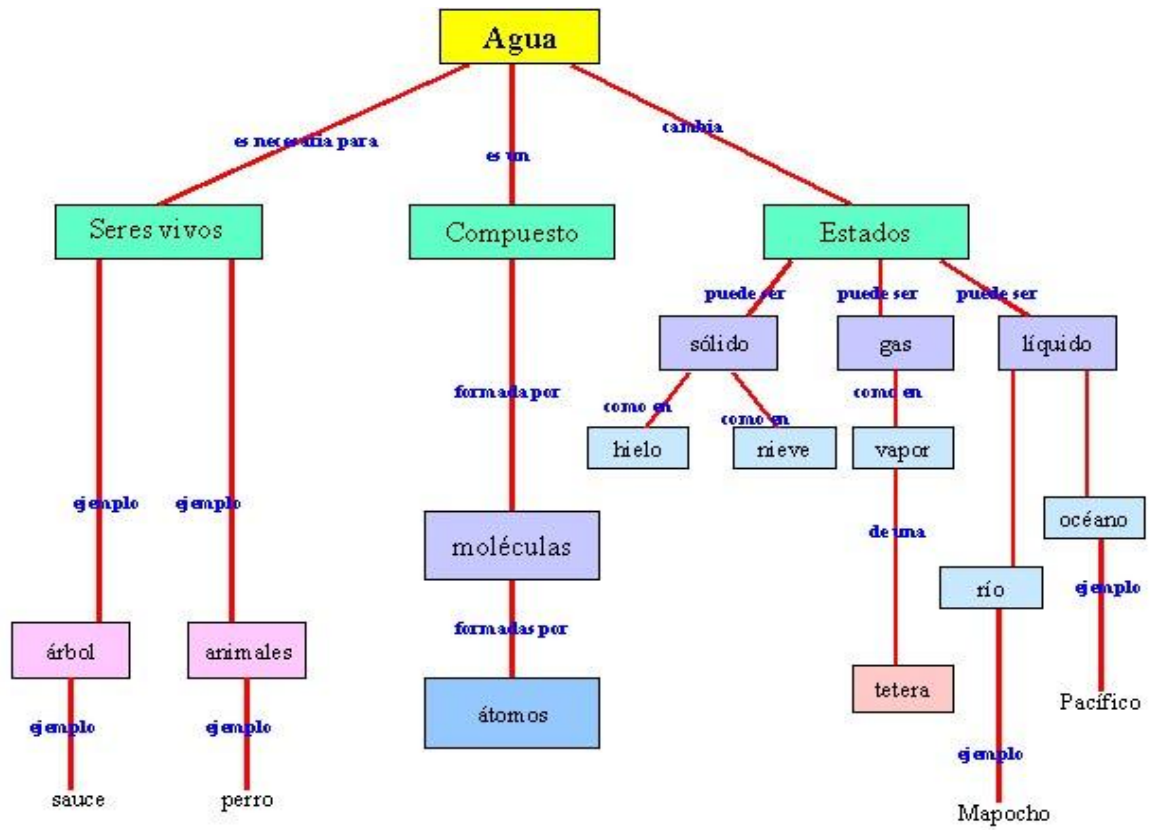 Agua
es necesaria para
es un
cambia
Seres vivos
Compuesto
Estados
puede ser
puede ser
puede ser
sólido
gas
líquido
formada por
como en
como en
como en
hielo
nieve
vapor
ejemplo
ejemplo
moléculas
de una
océano
río
ejemplo
formadas por
árbol
animales
tetera
Pacífico
átomos
ejemplo
ejemplo
ejemplo
sauce
perro
Mapocho